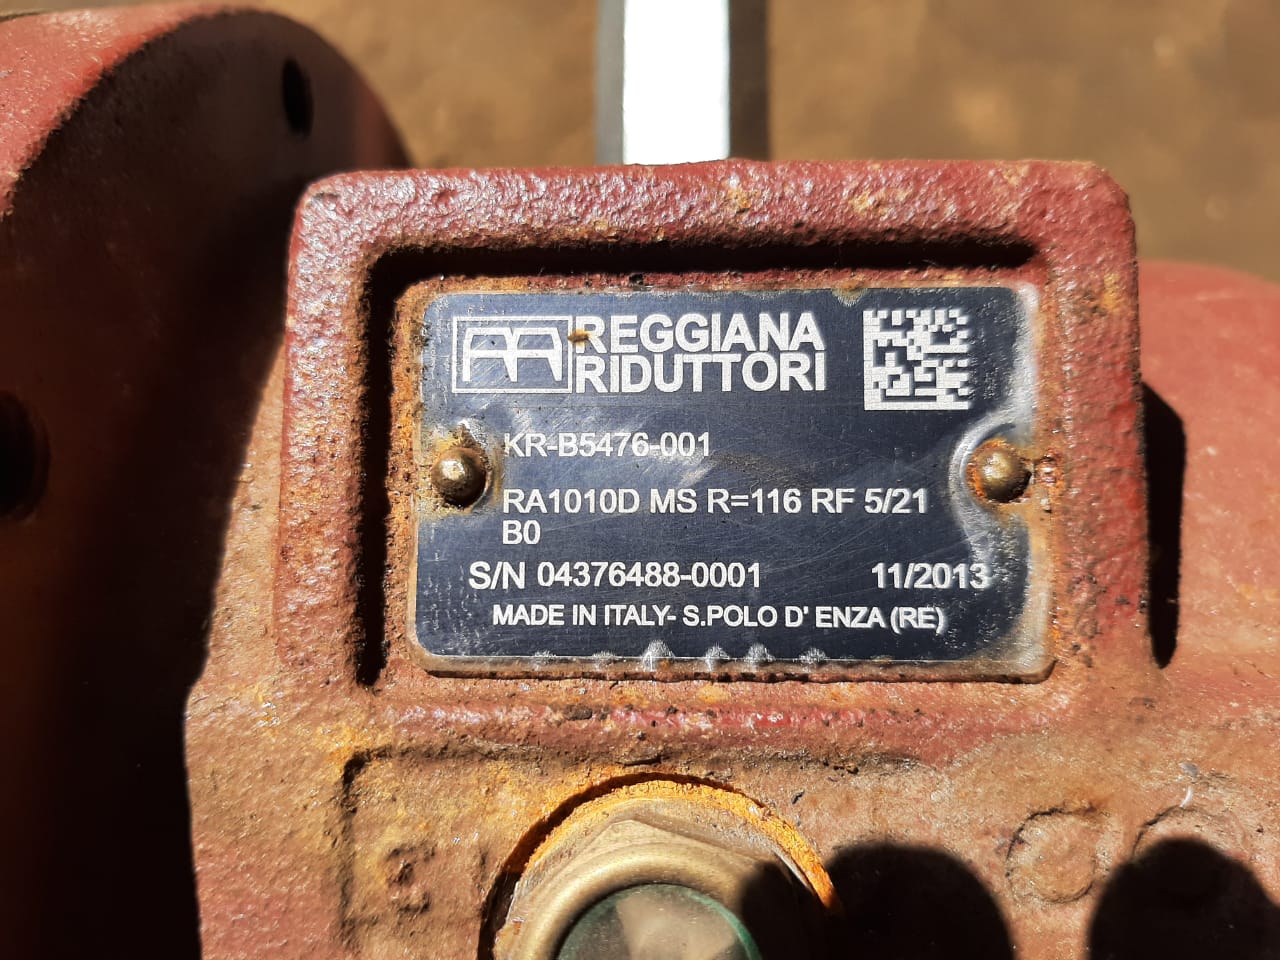 REGGIANA
RIDUTTORI
KR-B5476-001
RA1010D MS R=116 RF 5/21
B0
S/N 04376488-0001 11/2013
MADE IN ITALY- S.POLO D' ENZA (RE)